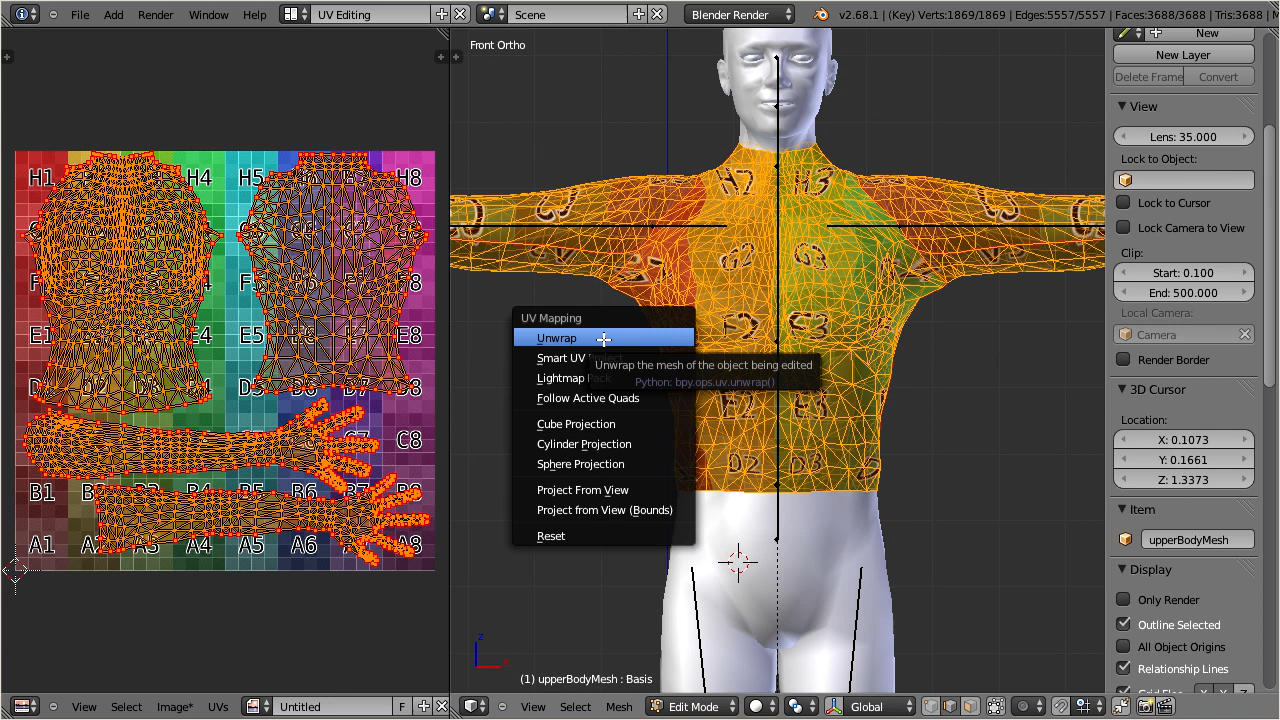 File Add Render Window Help UV Editing Scene Blender Render v2.68.1 | (Key) Verts:1869/1869 | Edges:5557/5557 | Faces:3688/3688 | Tris:3688 |
Front Ortho
New
New Layer
Delete Frame Convert
View
Lens: 35.000
Lock to Object:
Lock to Cursor
Lock Camera to View
Clip:
Start: 0.100
End: 500.000
Local Camera:
Camera
Render Border
3D Cursor
Location:
X: 0.1073
Y: 0.1661
Z: 1.3373
Item
upperBodyMesh
Display
Only Render
Outline Selected
All Object Origins
Relationship Lines
H1 H4 H5 H8
E1
B1
C8
A1 A2 A3 A4 A5 A6 A8
H3
G2 G3
E2
D2 D3
UV Mapping
Unwrap
Smart UV
Lightmap
Follow Active Quads
Cube Projection
Cylinder Projection
Sphere Projection
Project From View
Project from View (Bounds)
Reset
Unwrap the mesh of the object being edited
Python: bpy.ops.uv.unwrap()
z
x
(1) upperBodyMesh : Basis
View Select Image* UVs Untitled F View Select Mesh Edit Mode Global